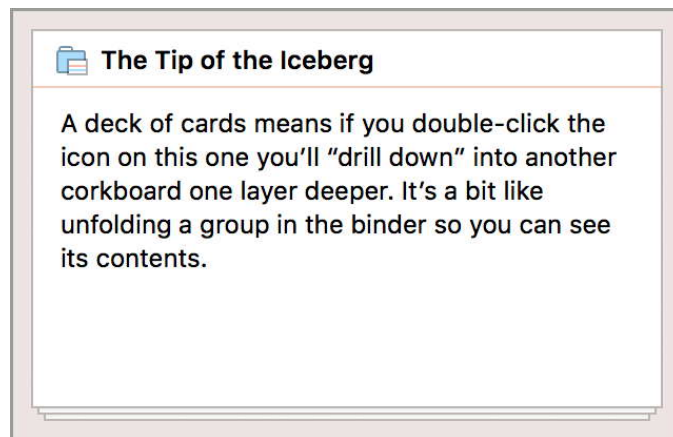 The Tip of the Iceberg
A deck of cards means if you double-click the
icon on this one you’ll “drill down” into another
corkboard one layer deeper. It’s a bit like
unfolding a group in the binder so you can see
its contents.